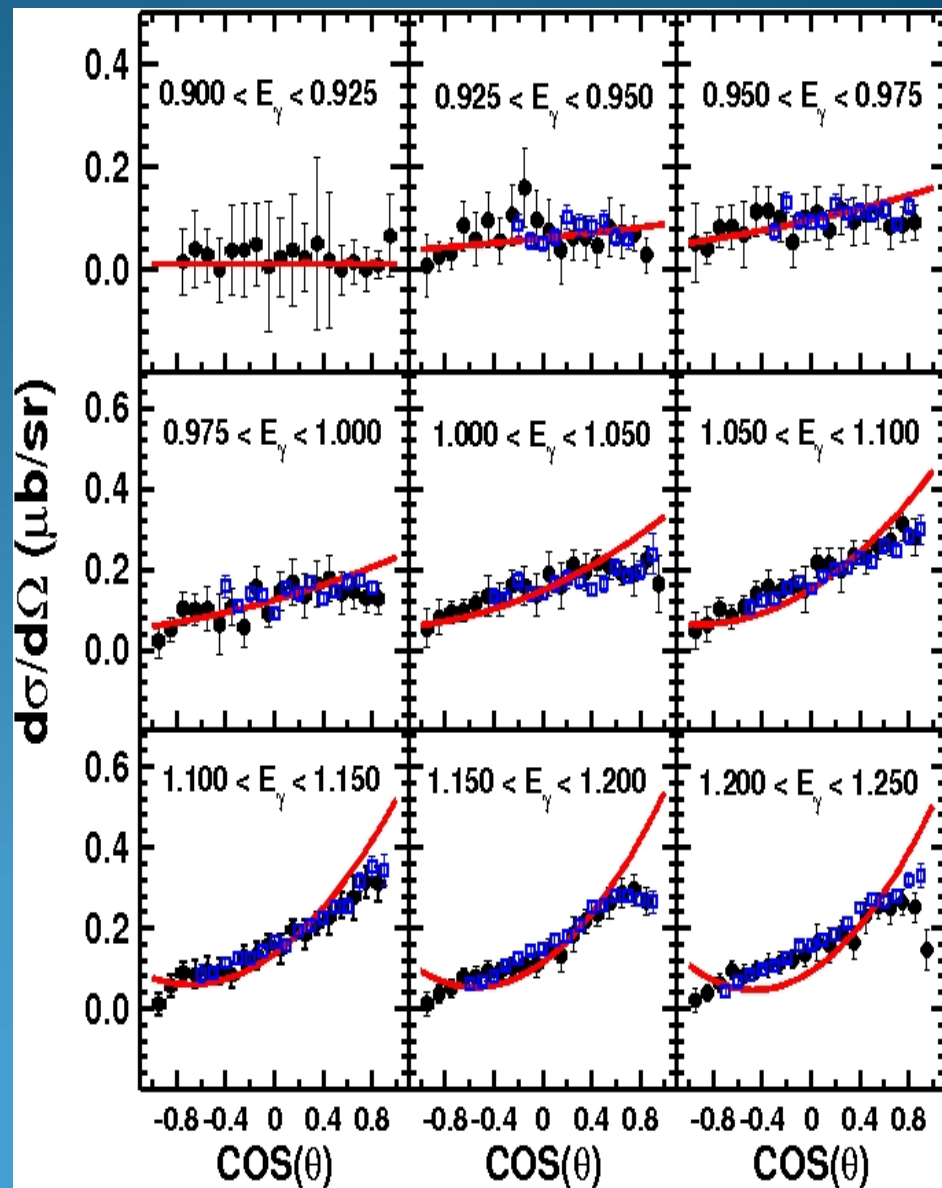 dσ/dΩ (μb/sr)
0.4
0.2
0.0
0.900 < Eγ < 0.925
0.925 < Eγ < 0.950
0.950 < Eγ < 0.975
0.6
0.4
0.2
0.0
0.975 < Eγ < 1.000
1.000 < Eγ < 1.050
1.050 < Eγ < 1.100
0.6
0.4
0.2
0.0
1.100 < Eγ < 1.150
1.150 < Eγ < 1.200
1.200 < Eγ < 1.250
-0.8 -0.4 0 0.4 0.8
-0.8 -0.4 0 0.4 0.8
-0.8 -0.4 0 0.4 0.8
COS(θ)
COS(θ)
COS(θ)